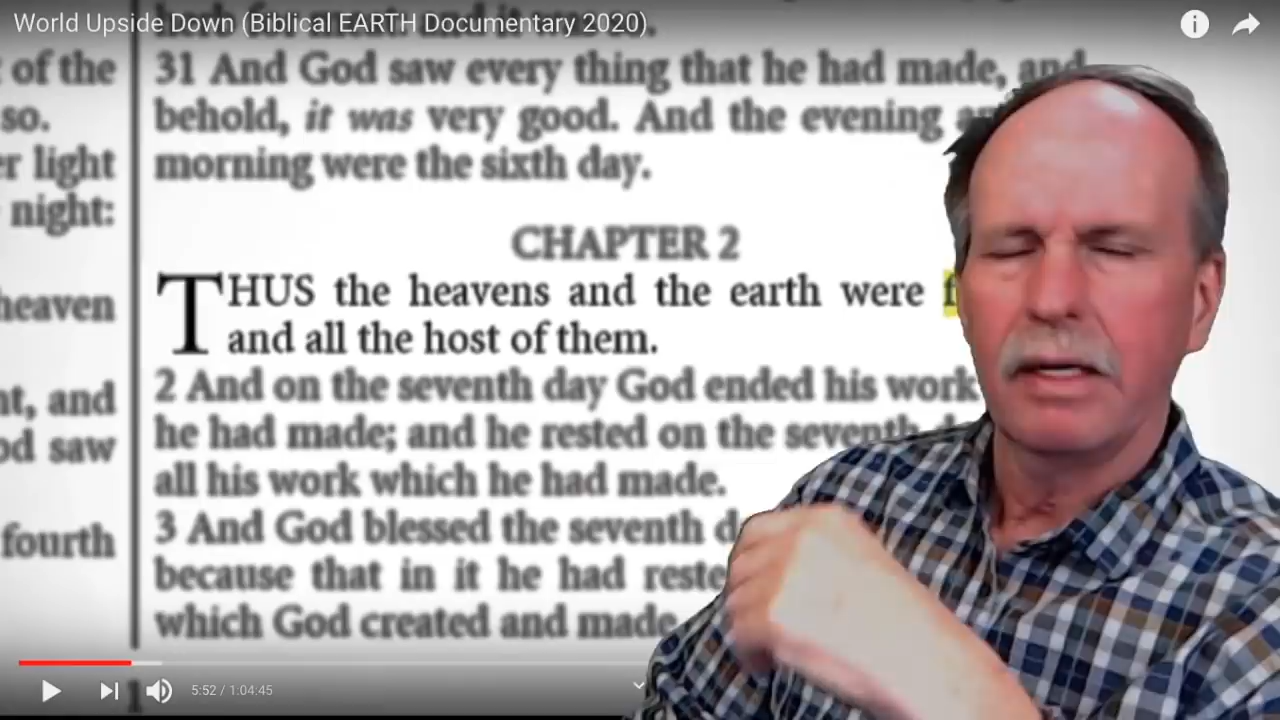 World Upside Down (Biblical EARTH Documentary 2020)
of the
31 And God saw every thing that he had made, and
so.
behold, it was very good. And the evening
light
morning were the sixth day.
night:
CHAPTER 2
heaven
THUS the heavens and the earth were
and all the host of them.
2 And on the seventh day God ended his work
and
he had made; and he rested on the seventh
saw
all his work which he had made.
fourth
3 And God blessed the seventh
because that in it he had
which God created and made
5:52 / 1:04:45